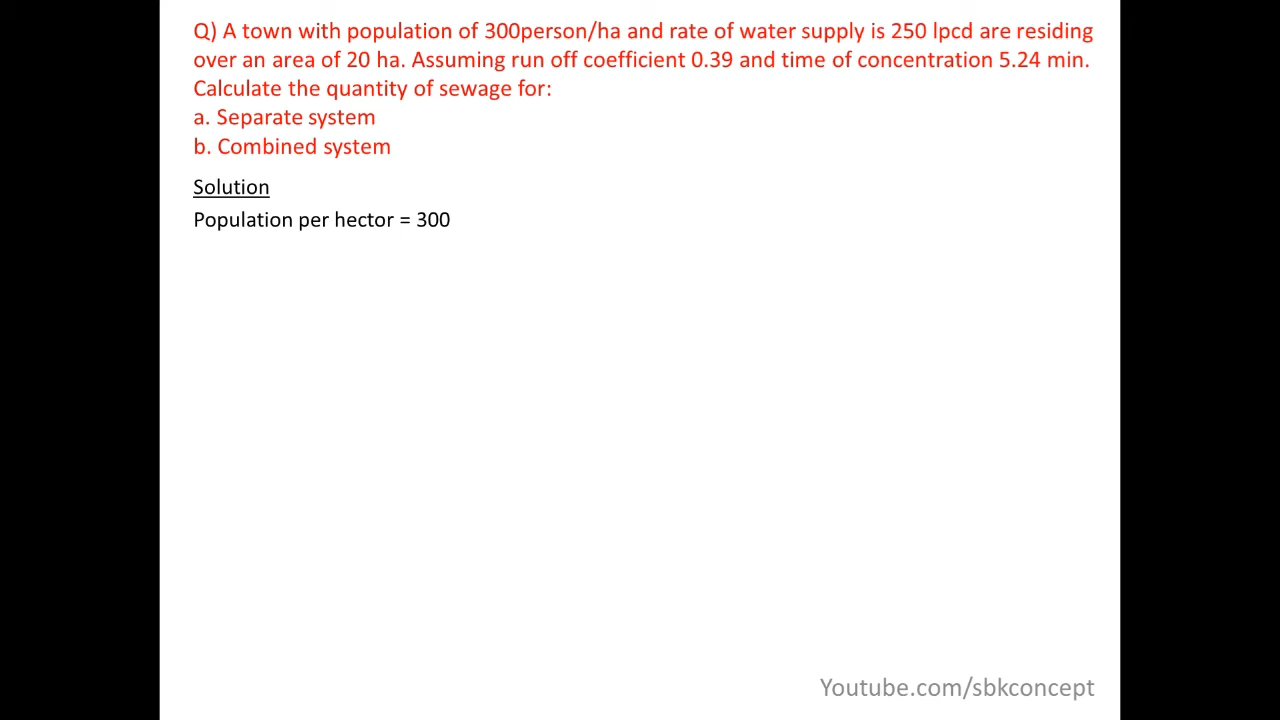 Q) A town with population of 300person/ha and rate of water supply is 250 lpcd are residing
over an area of 20 ha. Assuming run off coefficient 0.39 and time of concentration 5.24 min.
Calculate the quantity of sewage for:
a. Separate system
b. Combined system
Solution
Population per hector = 300
Youtube.com/sbkconcept